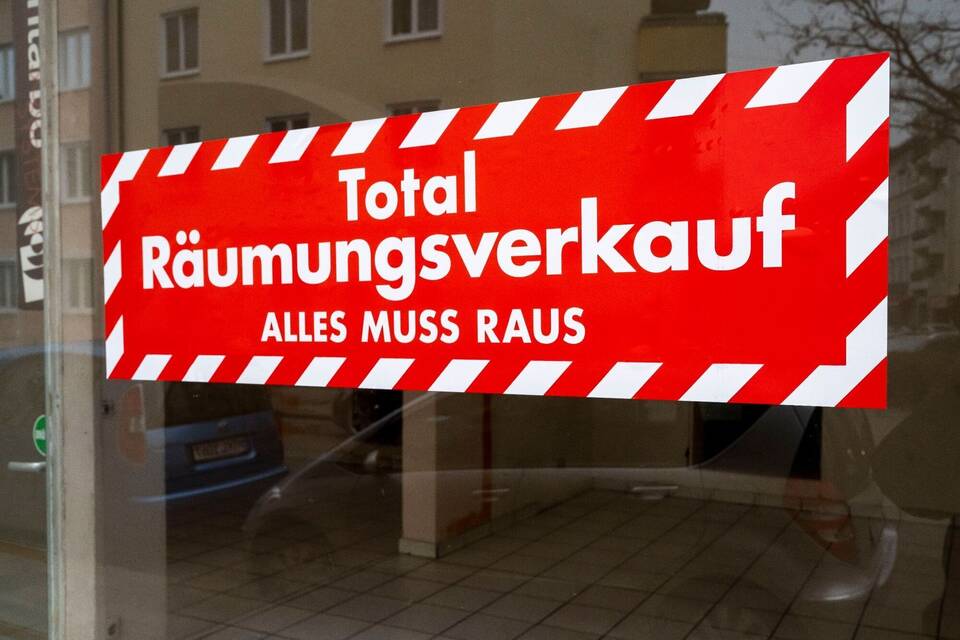 Total
Räumungsverkauf
ALLES MUSS RAUS